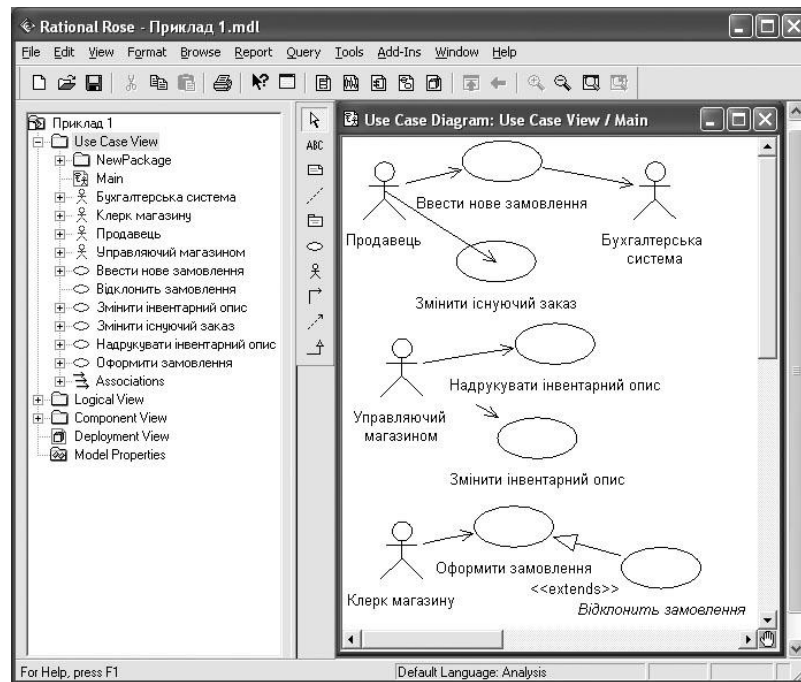 Rational Rose - Приклад 1.mdl
File Edit View Format Browse Report Query Tools Add-Ins Window Help
Приклад 1
Use Case View
NewPackage
Main
Бухгалтерська система
Клерк магазину
Продавець
Управляючий магазином
Ввести нове замовлення
Відклонить замовлення
Змінити інвентарний опис
Змінити існуючий заказ
Надрукувати інвентарний опис
Оформити замовлення
Associations
Logical View
Component View
Deployment View
Model Properties
ABC
Use Case Diagram: Use Case View / Main
Ввести нове замовлення
Продавець
Бухгалтерська
система
Змінити існуючий заказ
Надрукувати інвентарний опис
Управляючий
магазином
Змінити інвентарний опис
Оформити замовлення
<<extends>>
Клерк магазину
Відклонить замовлення
For Help, press F1
Default Language: Analysis